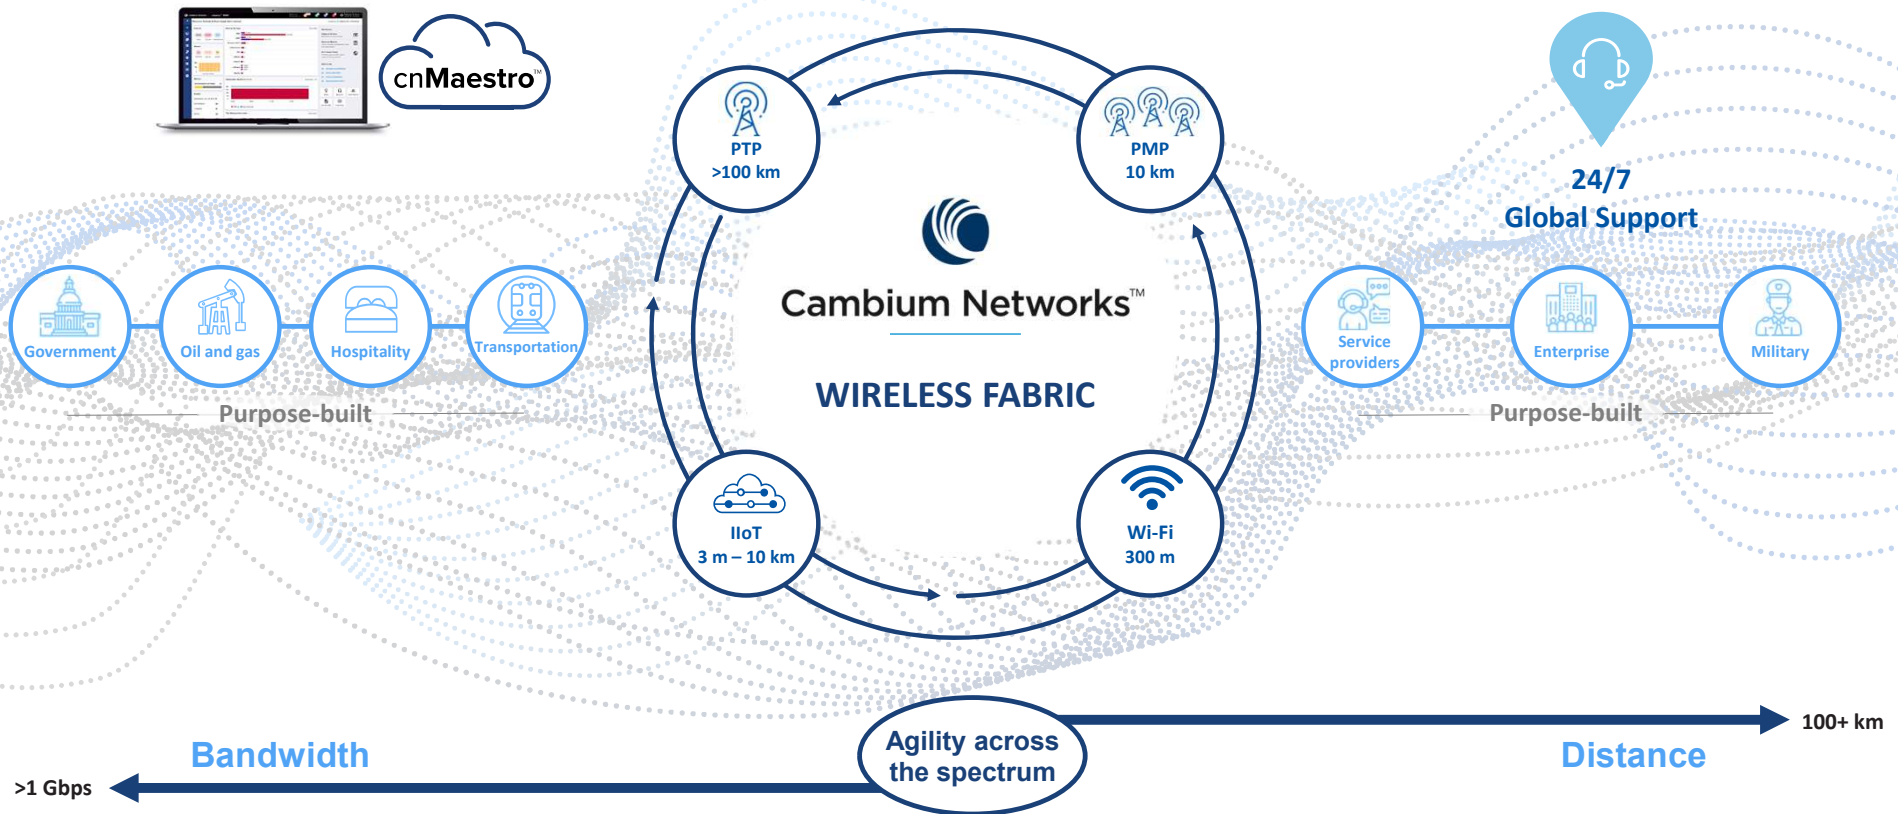 cnMaestro™
PTP
>100 km
PMP
10 km
24/7
Global Support
Cambium Networks™
WIRELESS FABRIC
Government
Oil and gas
Hospitality
Transportation
Purpose-built
Service
providers
Enterprise
Military
Purpose-built
IIoT
3 m – 10 km
Wi-Fi
300 m
Agility across
the spectrum
100+ km
Bandwidth
Distance
>1 Gbps